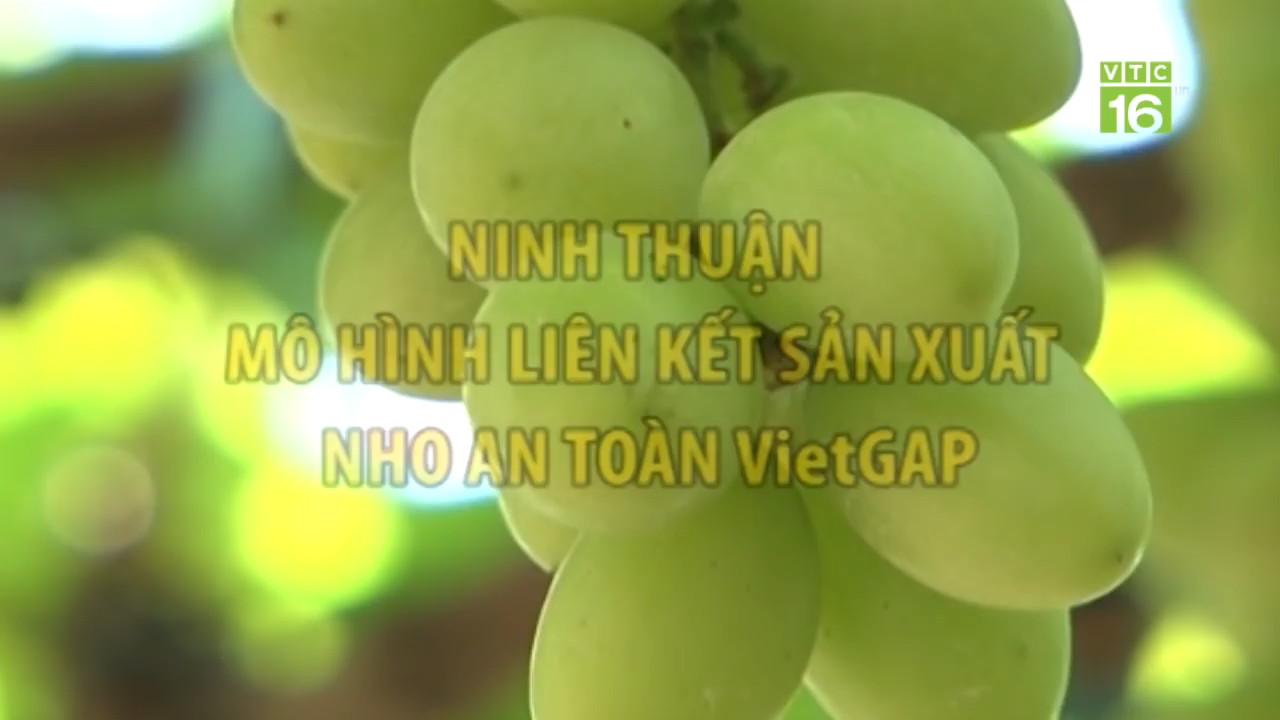 VTC
16
NINH THUẬN
MÔ HÌNH LIÊN KẾT SẢN XUẤT
NHO AN TOÀN VietGAP